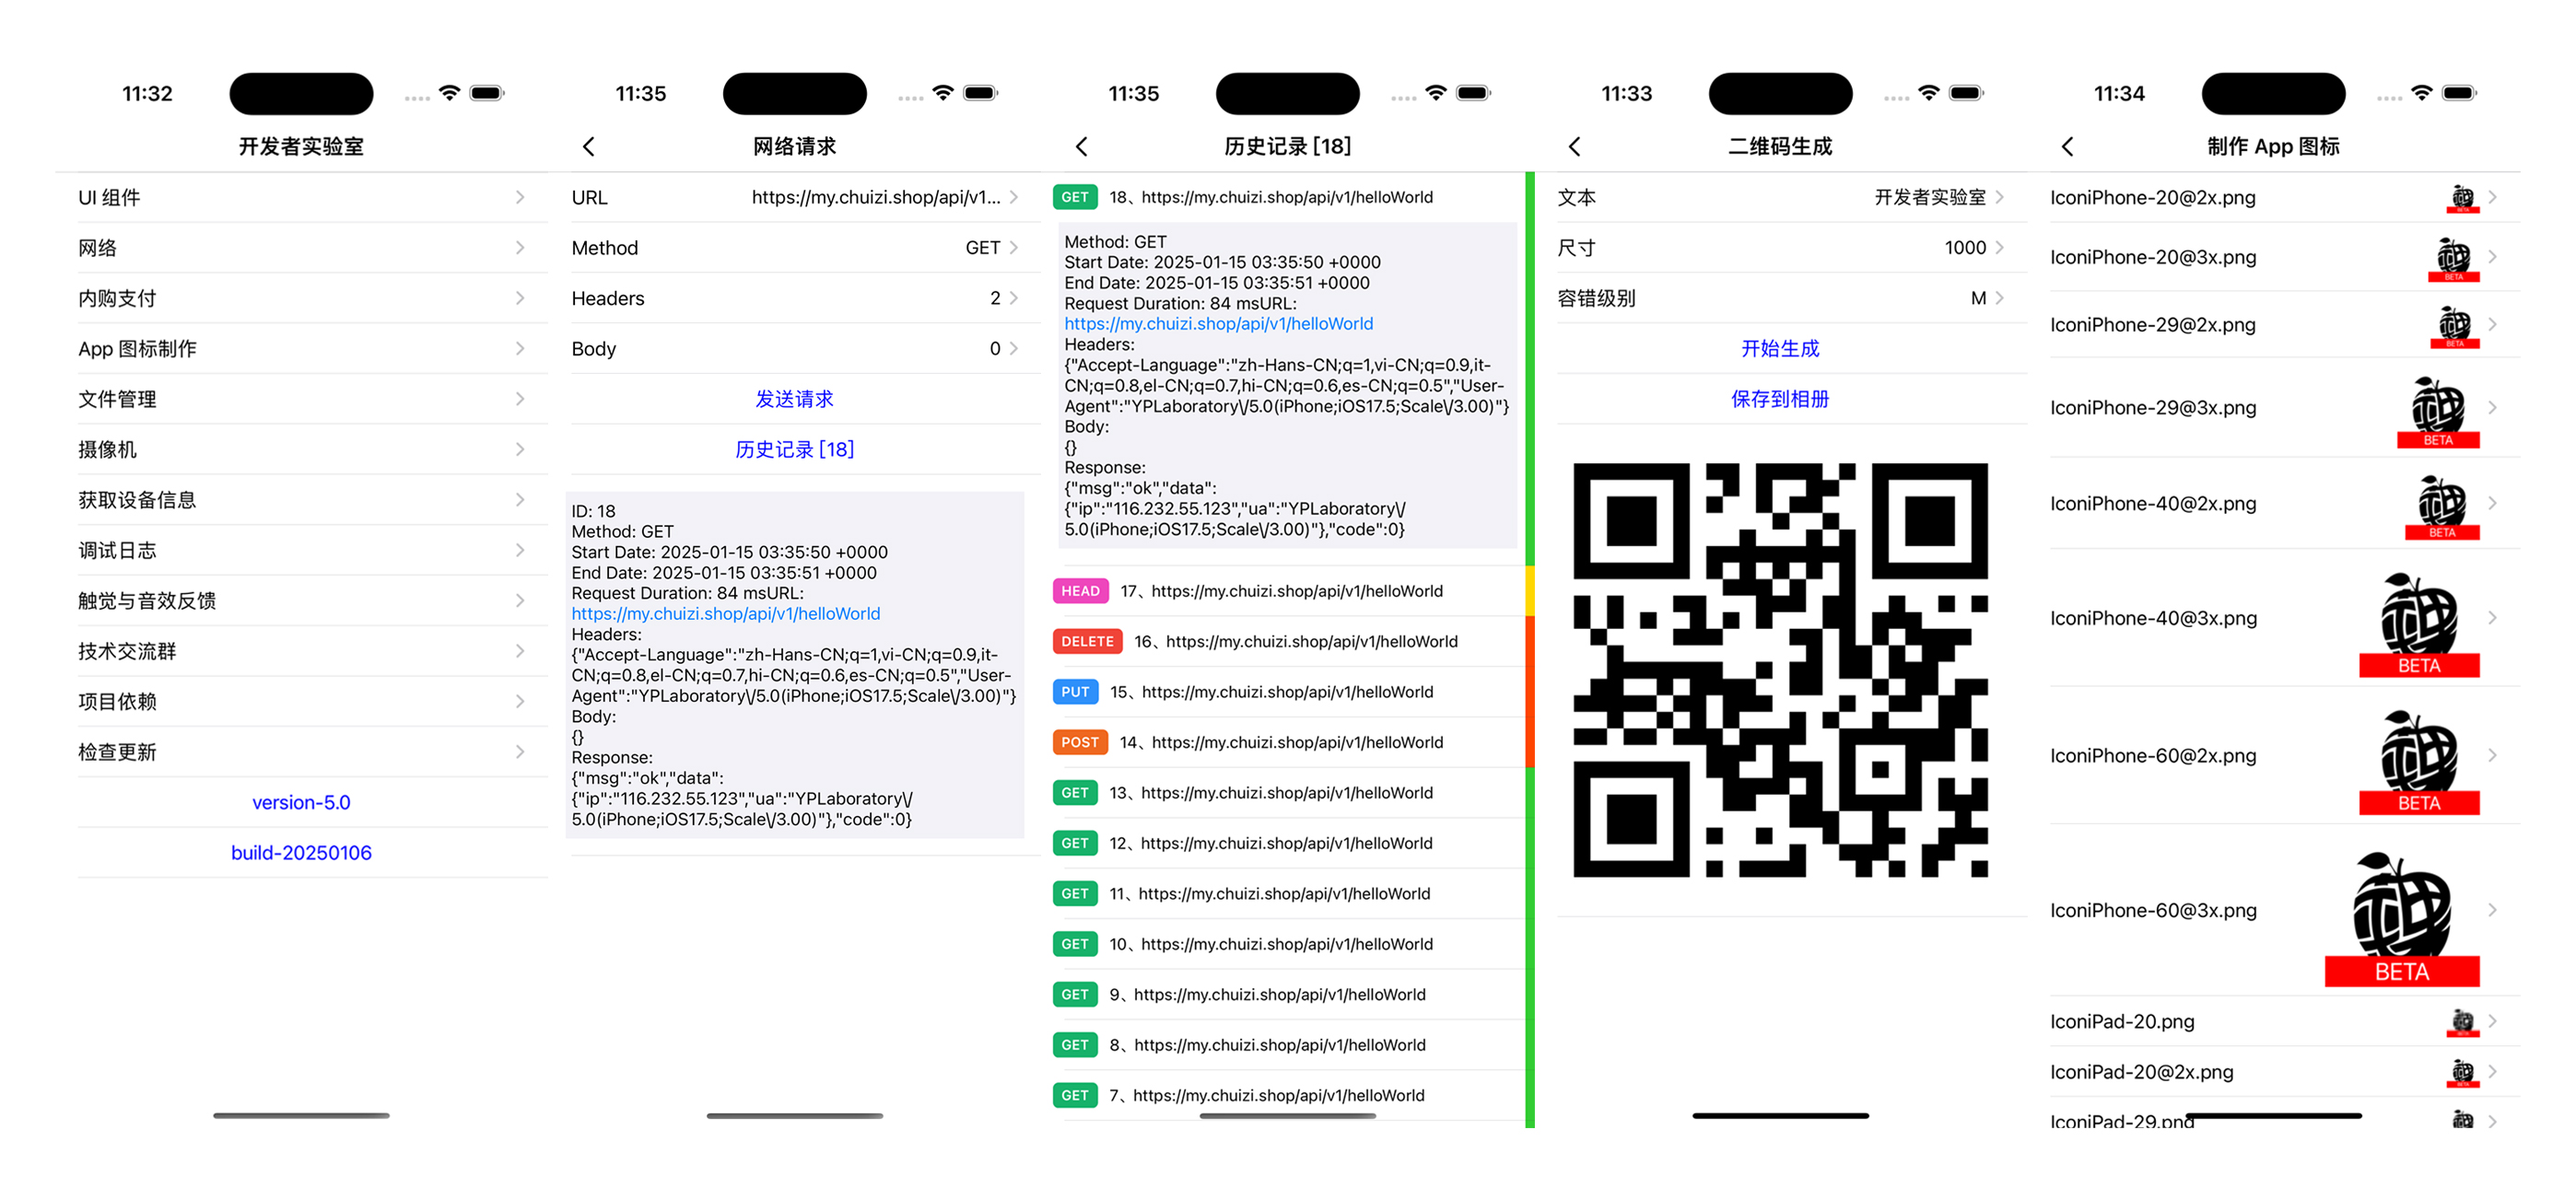 11:32
开发者实验室
UI 组件
网络
内购支付
App 图标制作
文件管理
摄像机
获取设备信息
调试日志
触觉与音效反馈
技术交流群
项目依赖
检查更新
version-5.0
build-20250106
11:35
网络请求
URL https://my.chuizi.shop/api/v1...
Method GET
Headers 2
Body 0
发送请求
历史记录 [18]
ID: 18
Method: GET
Start Date: 2025-01-15 03:35:50 +0000
End Date: 2025-01-15 03:35:51 +0000
Request Duration: 84 msURL:
https://my.chuizi.shop/api/v1/helloWorld
Headers:
{"Accept-Language":"zh-Hans-CN;q=1,vi-CN;q=0.9,it-
CN;q=0.8,el-CN;q=0.7,hi-CN;q=0.6,es-CN;q=0.5","User-
Agent":"YPLaboratory\/5.0(iPhone;iOS17.5;Scale\/3.00)"}
Body:
{}
Response:
{"msg":"ok","data":
{"ip":"116.232.55.123","ua":"YPLaboratory\/
5.0(iPhone;iOS17.5;Scale\/3.00)"},"code":0}
11:35
历史记录 [18]
GET 18、https://my.chuizi.shop/api/v1/helloWorld
Method: GET
Start Date: 2025-01-15 03:35:50 +0000
End Date: 2025-01-15 03:35:51 +0000
Request Duration: 84 msURL:
https://my.chuizi.shop/api/v1/helloWorld
Headers:
{"Accept-Language":"zh-Hans-CN;q=1,vi-CN;q=0.9,it-
CN;q=0.8,el-CN;q=0.7,hi-CN;q=0.6,es-CN;q=0.5","User-
Agent":"YPLaboratory\/5.0(iPhone;iOS17.5;Scale\/3.00)"}
Body:
{}
Response:
{"msg":"ok","data":
{"ip":"116.232.55.123","ua":"YPLaboratory\/
5.0(iPhone;iOS17.5;Scale\/3.00)"},"code":0}
HEAD 17、https://my.chuizi.shop/api/v1/helloWorld
DELETE 16、https://my.chuizi.shop/api/v1/helloWorld
PUT 15、https://my.chuizi.shop/api/v1/helloWorld
POST 14、https://my.chuizi.shop/api/v1/helloWorld
GET 13、https://my.chuizi.shop/api/v1/helloWorld
GET 12、https://my.chuizi.shop/api/v1/helloWorld
GET 11、https://my.chuizi.shop/api/v1/helloWorld
GET 10、https://my.chuizi.shop/api/v1/helloWorld
GET 9、https://my.chuizi.shop/api/v1/helloWorld
GET 8、https://my.chuizi.shop/api/v1/helloWorld
GET 7、https://my.chuizi.shop/api/v1/helloWorld
11:33
二维码生成
文本 开发者实验室
尺寸 1000
容错级别 M
开始生成
保存到相册
11:34
制作 App 图标
IconiPhone-20@2x.png
IconiPhone-20@3x.png BETA
IconiPhone-29@2x.png BETA
IconiPhone-29@3x.png BETA
IconiPhone-40@2x.png BETA
IconiPhone-40@3x.png BETA
IconiPhone-60@2x.png BETA
IconiPhone-60@3x.png BETA
IconiPad-20.png
IconiPad-20@2x.png
IconiPad-29.png